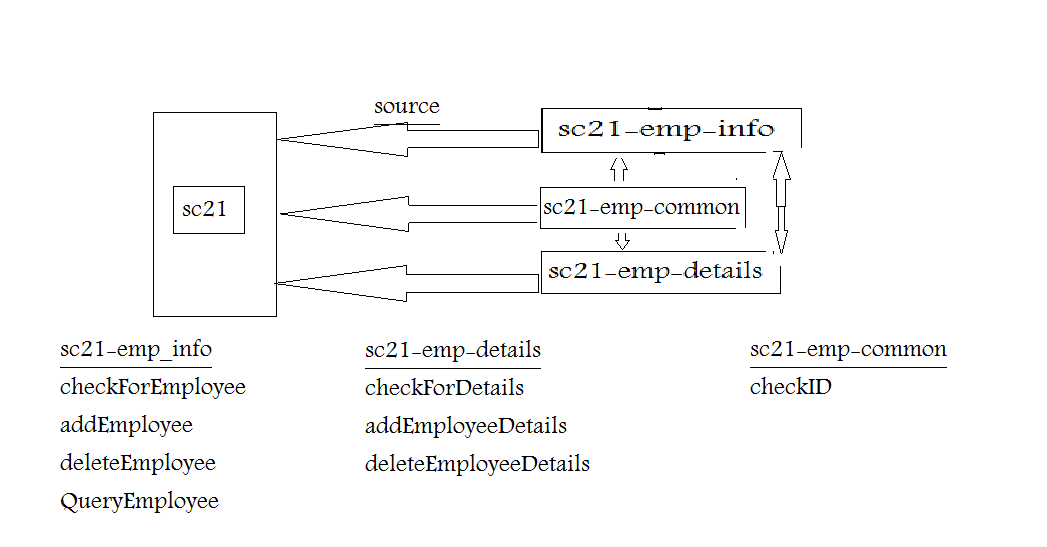 source
sc21-emp-info
sc21
sc21-emp-common
sc21-emp-details
sc21-emp_info
checkForEmployee
addEmployee
deleteEmployee
QueryEmployee
sc21-emp-details
checkForDetails
addEmployeeDetails
deleteEmployeeDetails
sc21-emp-common
checkID